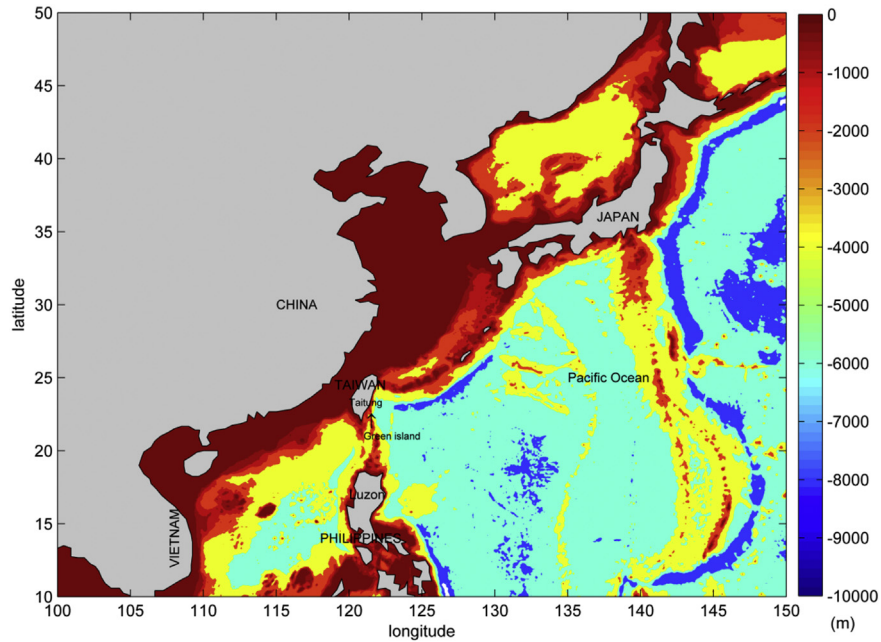 50
45
40
35
30
25
20
15
10
latitude
100
105
110
115
120
125
130
135
140
145
150
longitude
CHINA
JAPAN
TAIWAN
Taitung
Green island
Pacific Ocean
VIETNAM
Luzon
PHILIPPINES
0
-1000
-2000
-3000
-4000
-5000
-6000
-7000
-8000
-9000
-10000
(m)